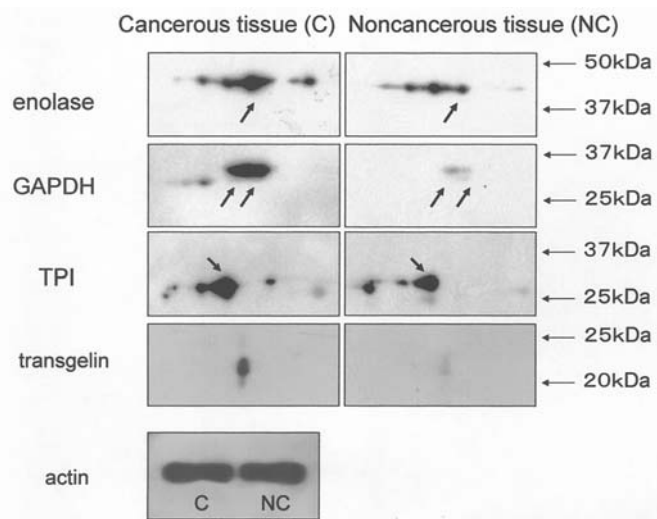 Cancerous tissue (C) Noncancerous tissue (NC)
enolase
50kDa
37kDa
GAPDH
37kDa
25kDa
TPI
37kDa
25kDa
transgelin
25kDa
20kDa
actin
C NC